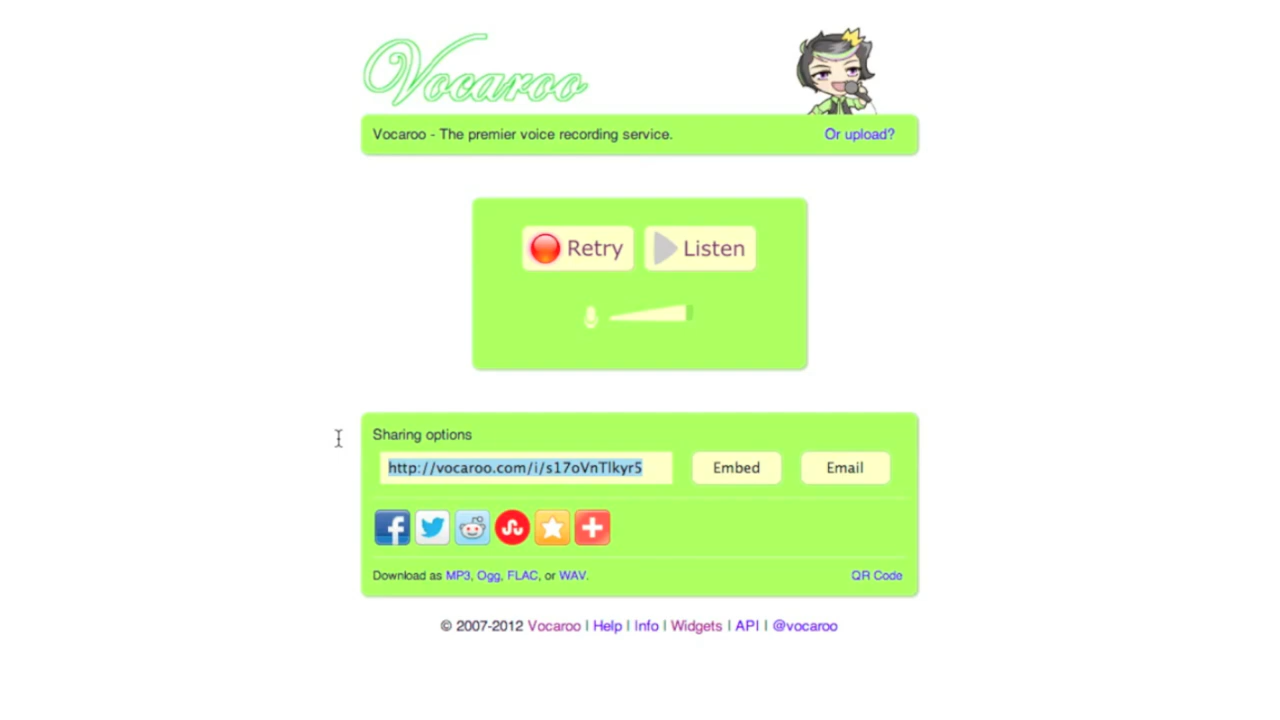 Vocaroo
Vocaroo - The premier voice recording service. Or upload?
Retry Listen
Sharing options
http://vocaroo.com/i/s17oVnTlkyr5 Embed Email
Download as MP3, Ogg, FLAC, or WAV. QR Code
© 2007-2012 Vocaroo | Help | Info | Widgets | API | @vocaroo